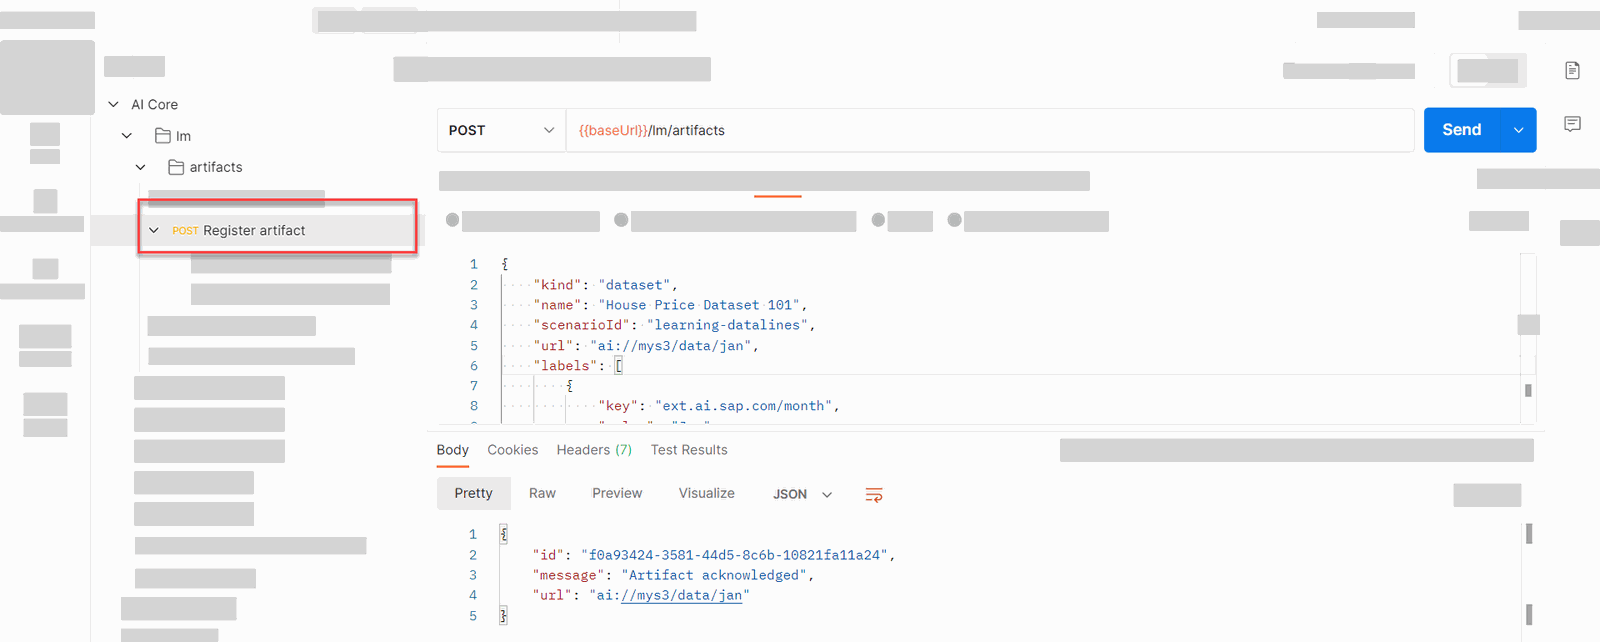 AI Core
lm
artifacts
POST Register artifact
POST {{baseUrl}}/lm/artifacts Send
1 {
2 "kind": "dataset",
3 "name": "House Price Dataset 101",
4 "scenarioId": "learning-datalines",
5 "url": "ai://mys3/data/jan",
6 "labels": [
7 {
8 "key": "ext.ai.sap.com/month",
Body Cookies Headers (7) Test Results
Pretty Raw Preview Visualize JSON
1 {
2 "id": "f0a93424-3581-44d5-8c6b-10821fa11a24",
3 "message": "Artifact acknowledged",
4 "url": "ai://mys3/data/jan"
5 }